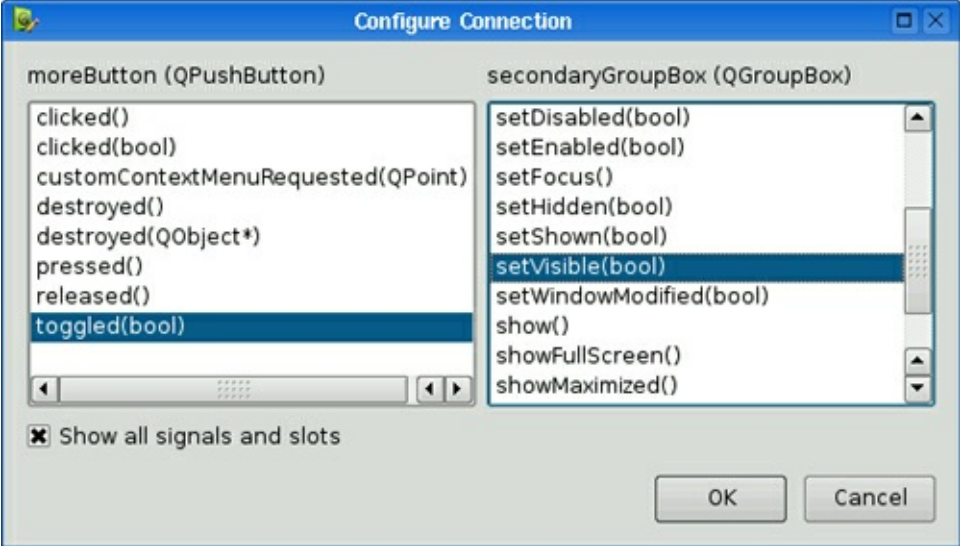 Configure Connection
moreButton (QPushButton)
clicked()
clicked(bool)
customContextMenuRequested(QPoint)
destroyed()
destroyed(QObject*)
pressed()
released()
toggled(bool)
secondaryGroupBox (QGroupBox)
setDisabled(bool)
setEnabled(bool)
setFocus()
setHidden(bool)
setShown(bool)
setVisible(bool)
setWindowModified(bool)
show()
showFullScreen()
showMaximized()
Show all signals and slots
OK
Cancel